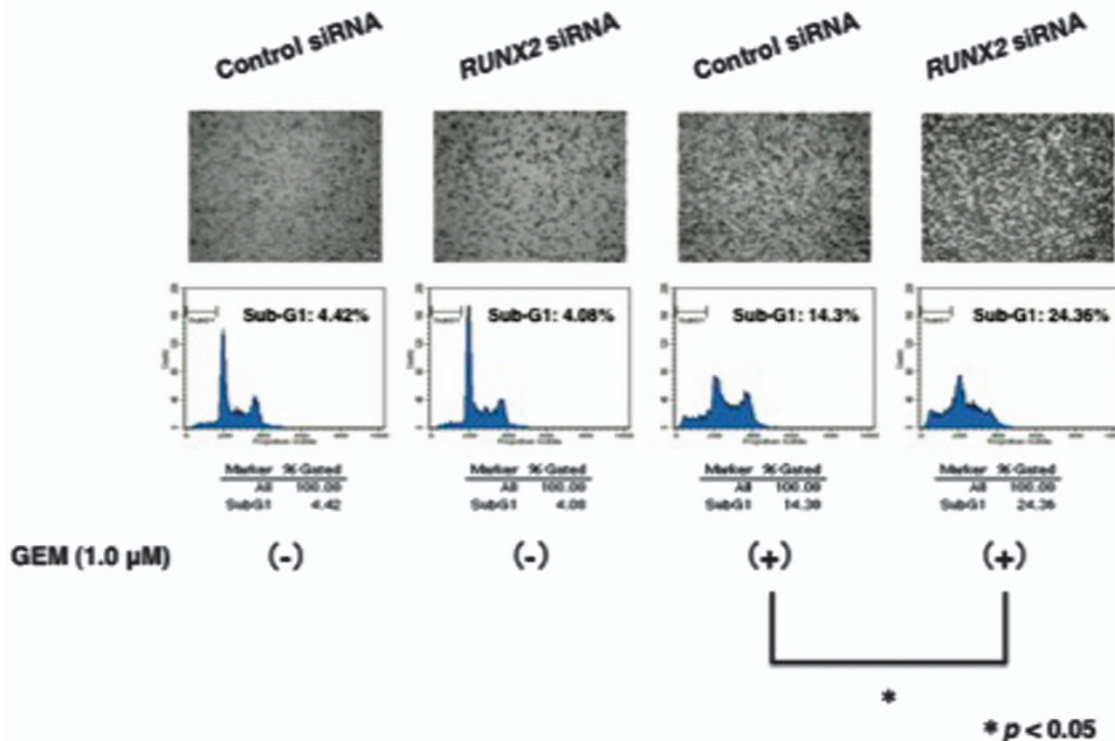 Control siRNA
RUNX2 siRNA
Control siRNA
RUNX2 siRNA
Sub-G1: 4.42%
Sub-G1: 4.08%
Sub-G1: 14.3%
Sub-G1: 24.36%
Marker % Gated
All 100.00
SubG1 4.42
Marker % Gated
All 100.00
SubG1 4.08
Marker % Gated
All 100.00
SubG1 14.30
Marker % Gated
All 100.00
SubG1 24.36
GEM (1.0 µM) (-) (-) (+) (+)
*
* p < 0.05